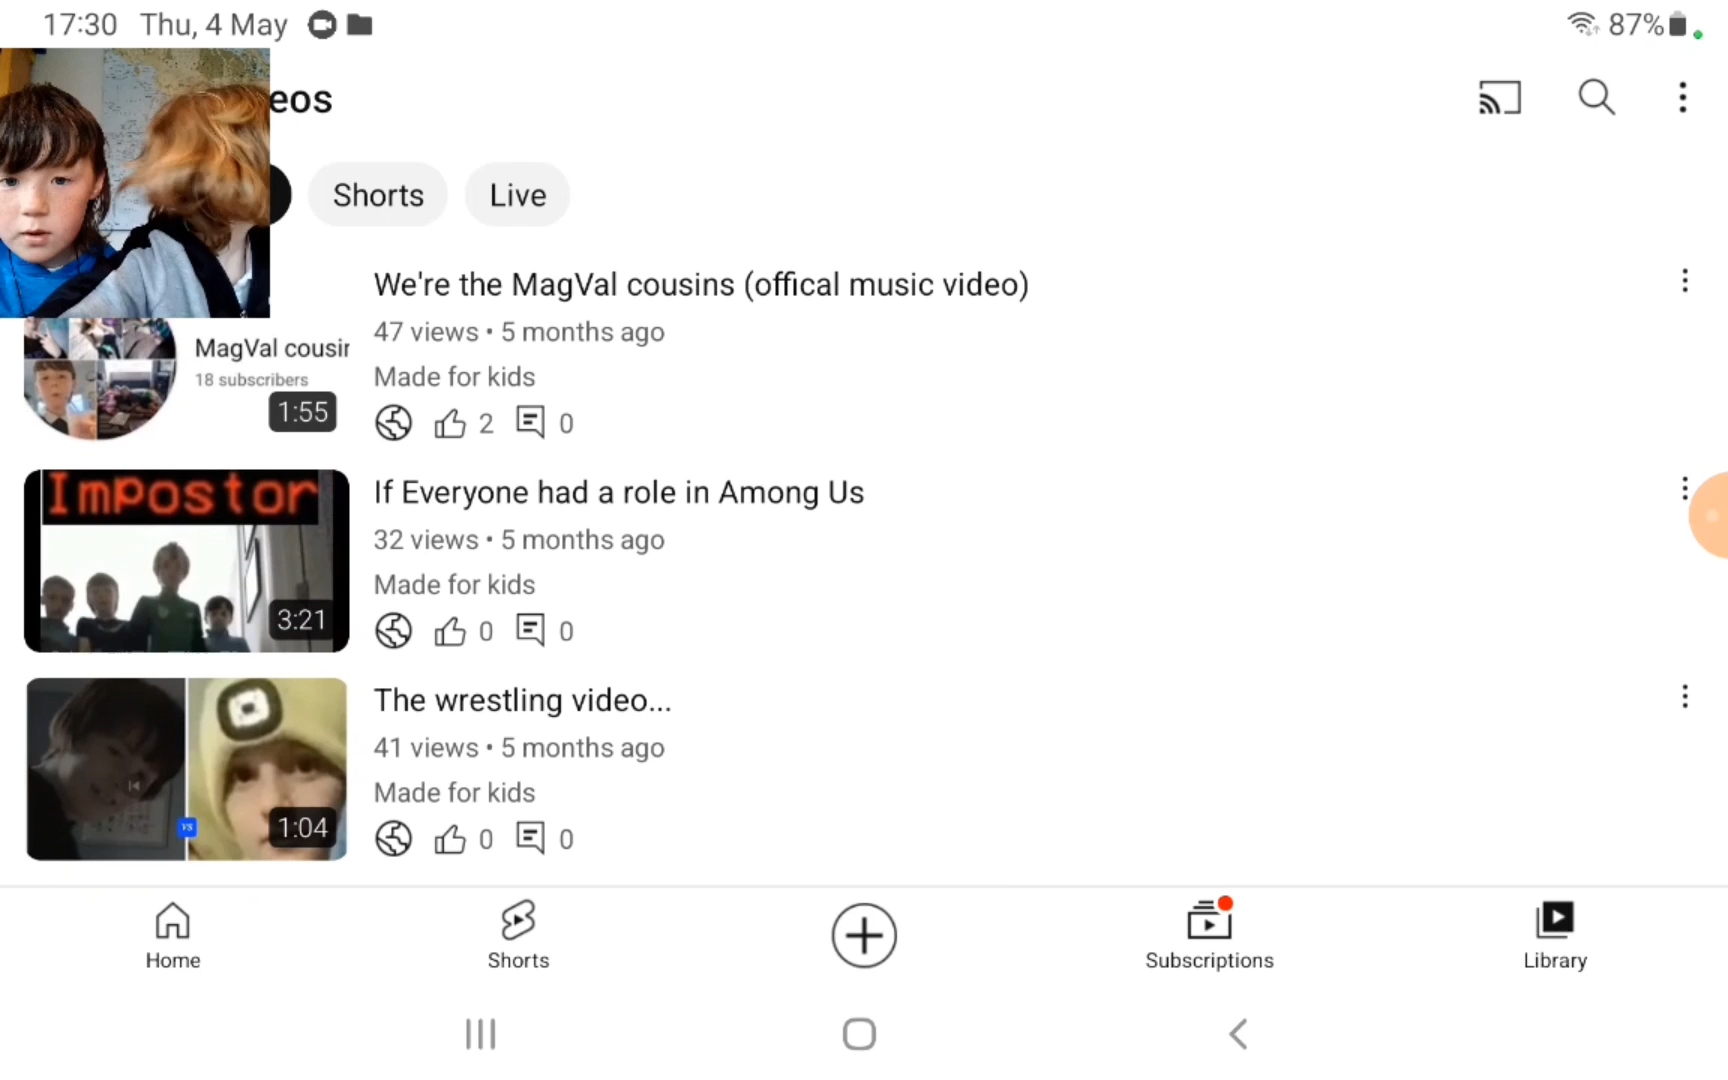 17:30 Thu, 4 May
87%
eos
Shorts
Live
We're the MagVal cousins (offical music video)
47 views • 5 months ago
Made for kids
2
0
MagVal cousin
18 subscribers
1:55
If Everyone had a role in Among Us
32 views • 5 months ago
Made for kids
0
0
Impostor
3:21
The wrestling video...
41 views • 5 months ago
Made for kids
0
0
VS
1:04
Home
Shorts
Subscriptions
Library